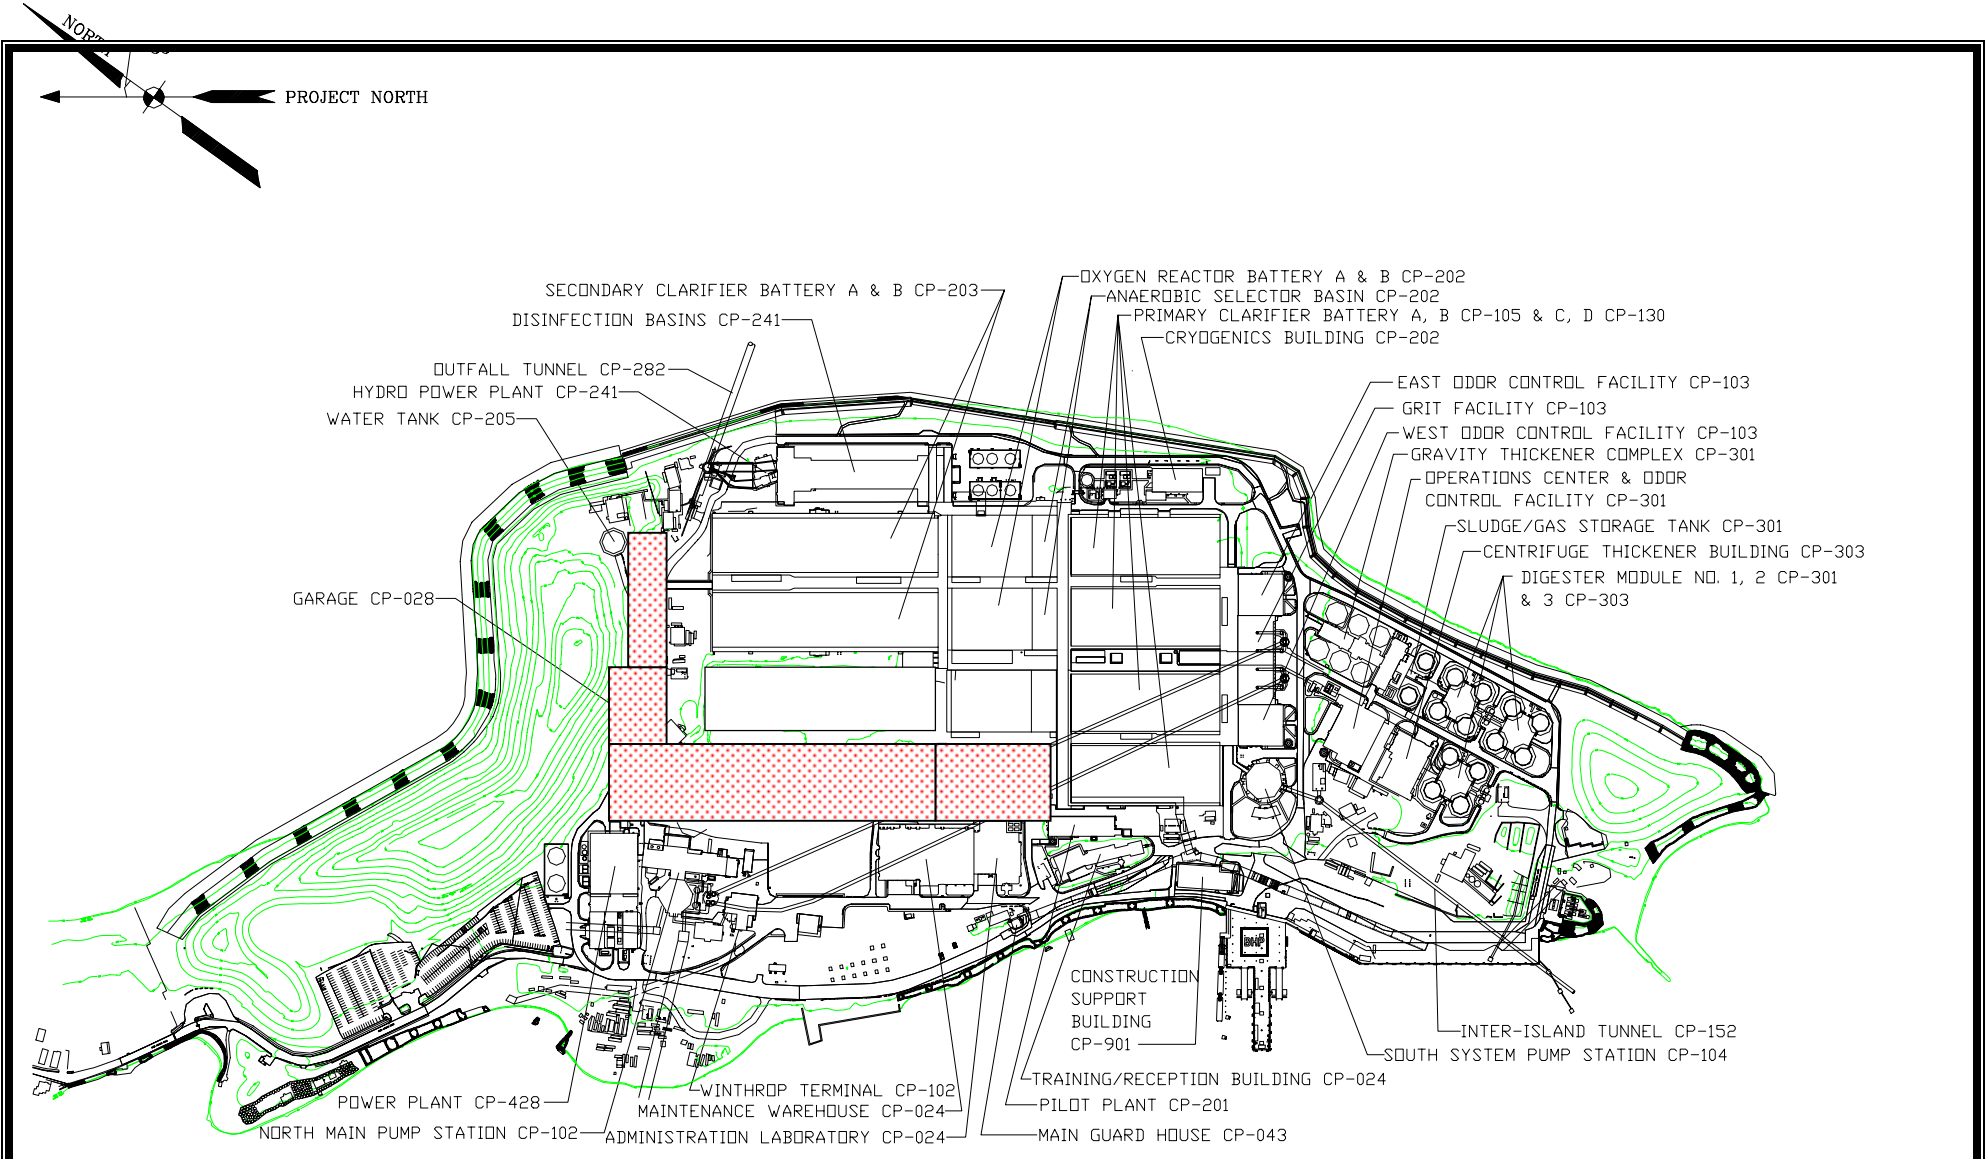 NORTH
PROJECT NORTH
SECONDARY CLARIFIER BATTERY A & B CP-203
DISINFECTION BASINS CP-241
OUTFALL TUNNEL CP-282
HYDRO POWER PLANT CP-241
WATER TANK CP-205
GARAGE CP-028
OXYGEN REACTOR BATTERY A & B CP-202
ANAEROBIC SELECTOR BASIN CP-202
PRIMARY CLARIFIER BATTERY A, B CP-105 & C, D CP-130
CRYOGENICS BUILDING CP-202
EAST ODOR CONTROL FACILITY CP-103
GRIT FACILITY CP-103
WEST ODOR CONTROL FACILITY CP-103
GRAVITY THICKENER COMPLEX CP-301
OPERATIONS CENTER & ODOR
CONTROL FACILITY CP-301
SLUDGE/GAS STORAGE TANK CP-301
CENTRIFUGE THICKENER BUILDING CP-303
DIGESTER MODULE NO. 1, 2 CP-301
& 3 CP-303
BHP
CONSTRUCTION
SUPPORT
BUILDING
CP-901
INTER-ISLAND TUNNEL CP-152
SOUTH SYSTEM PUMP STATION CP-104
TRAINING/RECEPTION BUILDING CP-024
PILOT PLANT CP-201
MAIN GUARD HOUSE CP-043
WINTHROP TERMINAL CP-102
MAINTENANCE WAREHOUSE CP-024
ADMINISTRATION LABORATORY CP-024
POWER PLANT CP-428
NORTH MAIN PUMP STATION CP-102